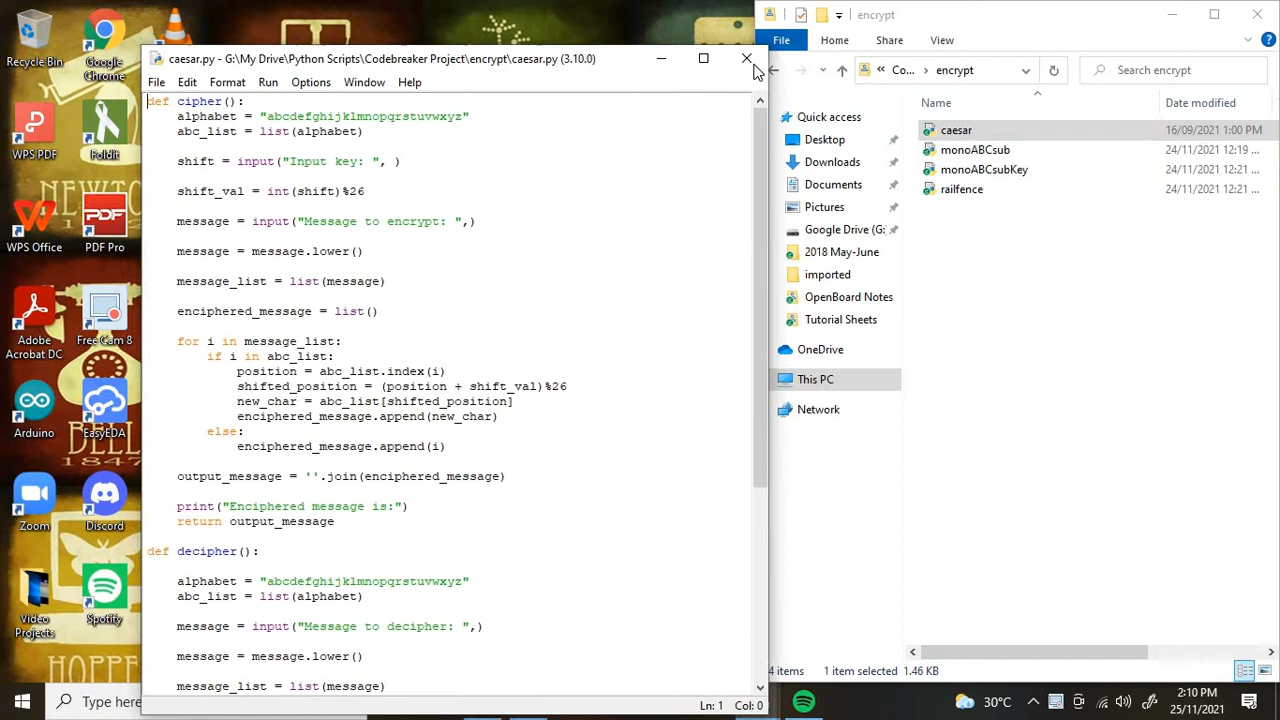 Recycle Bin
Google Chrome
WPS PDF
Foldit
WPS Office
PDF Pro
Adobe Acrobat DC
Free Cam 8
Arduino
EasyEDA
Zoom
Discord
Video Projects
Spotify
NEWTO
BELL
1847
HOPPE
caesar.py - G:\My Drive\Python Scripts\Codebreaker Project\encrypt\caesar.py (3.10.0)
File Edit Format Run Options Window Help
def cipher():
alphabet = "abcdefghijklmnopqrstuvwxyz"
abc_list = list(alphabet)
shift = input("Input key: ", )
shift_val = int(shift)%26
message = input("Message to encrypt: ",)
message = message.lower()
message_list = list(message)
enciphered_message = list()
for i in message_list:
if i in abc_list:
position = abc_list.index(i)
shifted_position = (position + shift_val)%26
new_char = abc_list[shifted_position]
enciphered_message.append(new_char)
else:
enciphered_message.append(i)
output_message = ''.join(enciphered_message)
print("Enciphered message is:")
return output_message
def decipher():
alphabet = "abcdefghijklmnopqrstuvwxyz"
abc_list = list(alphabet)
message = input("Message to decipher: ",)
message = message.lower()
message_list = list(message)
Ln: 1 Col: 0
encrypt
File Home Share View
« Co... › encrypt
Search encrypt
Name Date modified
Quick access
Desktop
Downloads
Documents
Pictures
Google Drive (G:
2018 May-June
imported
OpenBoard Notes
Tutorial Sheets
OneDrive
This PC
Network
caesar 16/09/2021 1:00 PM
monoABCsub 24/11/2021 12:19 ...
monoABCsubKey 24/11/2021 12:21 ...
railfence 24/11/2021 12:21 ...
4 items 1 item selected 1.46 KB
Type here
30°C
2:10 PM
25/11/2021